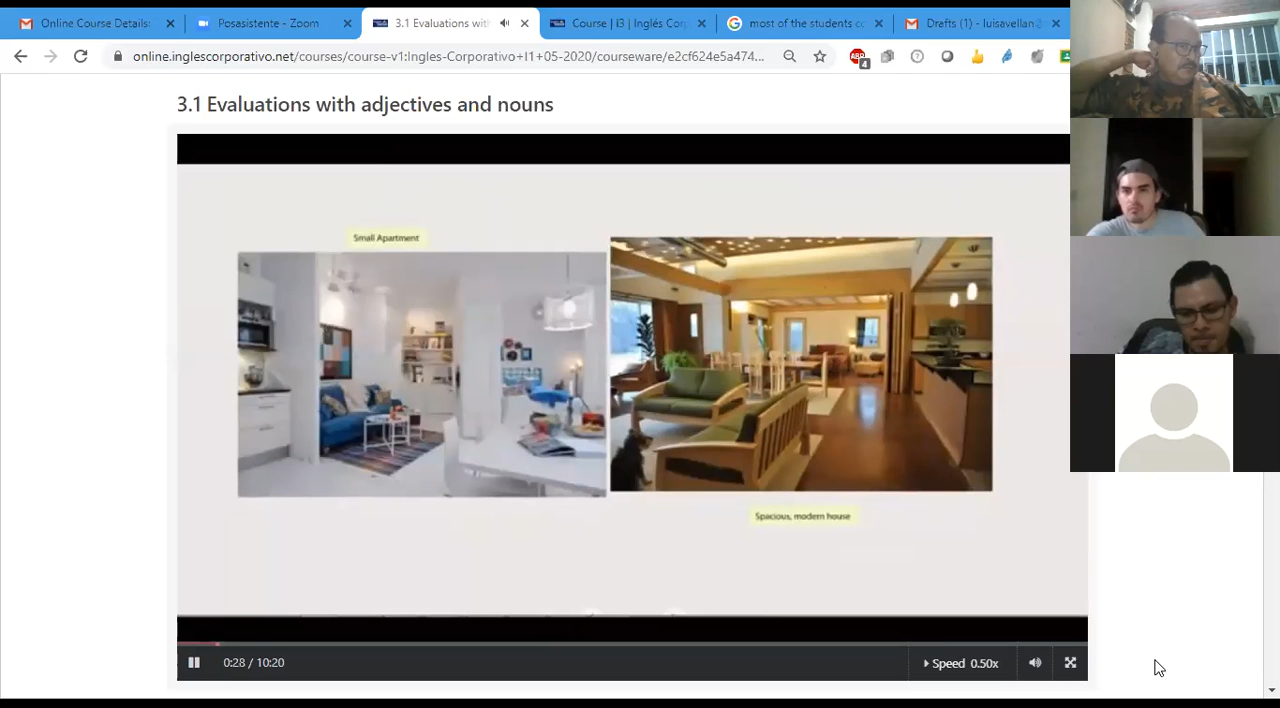 Online Course Details:
Posasistente - Zoom
3.1 Evaluations with
Course | i3 | Inglés Corp
most of the students co
Drafts (1) - luisavellan
online.inglescorporativo.net/courses/course-v1:Ingles-Corporativo+I1+05-2020/courseware/e2cf624e5a474...
4
3.1 Evaluations with adjectives and nouns
Small Apartment
Spacious, modern house
0:28 / 10:20
Speed 0.50x